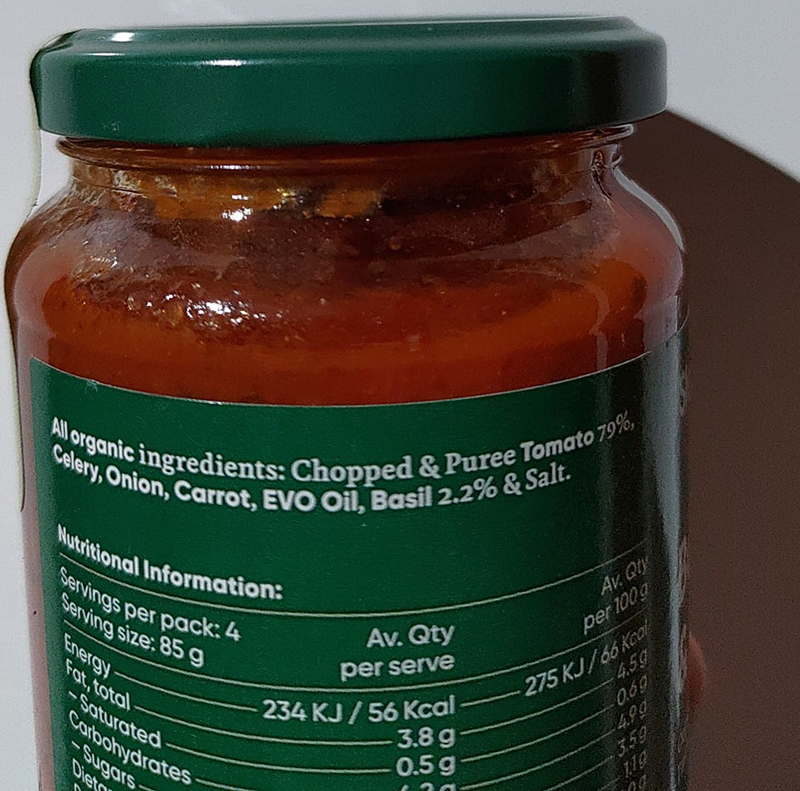 All organic ingredients: Chopped & Puree Tomato 79%,
Celery, Onion, Carrot, EVO Oil, Basil 2.2% & Salt.
Nutritional Information:
Servings per pack: 4
Serving size: 85 g
Av. Qty per serve
Av. Qty per 100 g
Energy 234 KJ / 56 Kcal 275 KJ / 66 Kcal
Fat, total 3.8 g 4.5 g
– Saturated 0.5 g 0.6 g
Carbohydrates 4.9 g
– Sugars 3.5 g
1.1 g